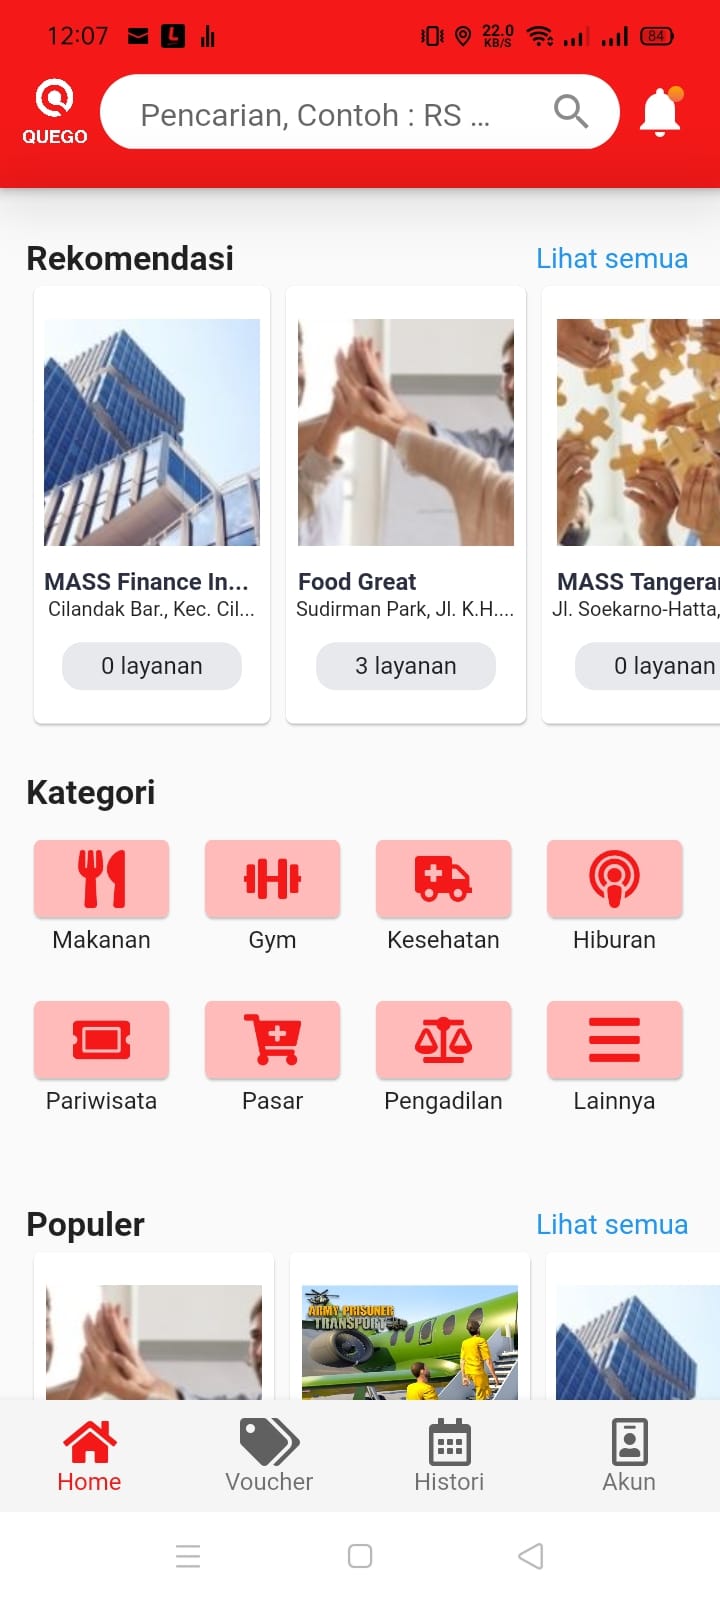 12:07
22.0
KB/S
84
QUEGO
Pencarian, Contoh : RS ...
Rekomendasi
Lihat semua
MASS Finance In...
Cilandak Bar., Kec. Cil...
0 layanan
Food Great
Sudirman Park, Jl. K.H....
3 layanan
MASS Tangera
Jl. Soekarno-Hatta,
0 layanan
Kategori
Makanan
Gym
Kesehatan
Hiburan
Pariwisata
Pasar
Pengadilan
Lainnya
Populer
Lihat semua
ARMY PRISONER
TRANSPORT
Home
Voucher
Histori
Akun